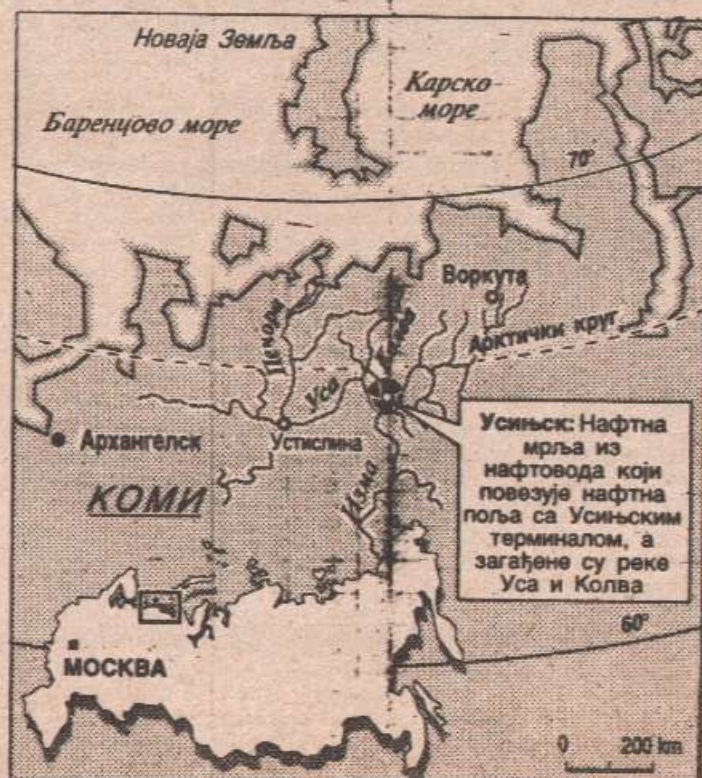 Новаја Земља
Карско
море
Баренцово море
70°
Воркута
Арктички круг
Печора
Колва
Уса
Устислина
Архангелск
КОМИ
Изма
Усињск: Нафтна
мрља из
нафтовода који
повезује нафтна
поља са Усињским
терминалом, а
загађене су реке
Уса и Колва
60°
МОСКВА
0 200 km